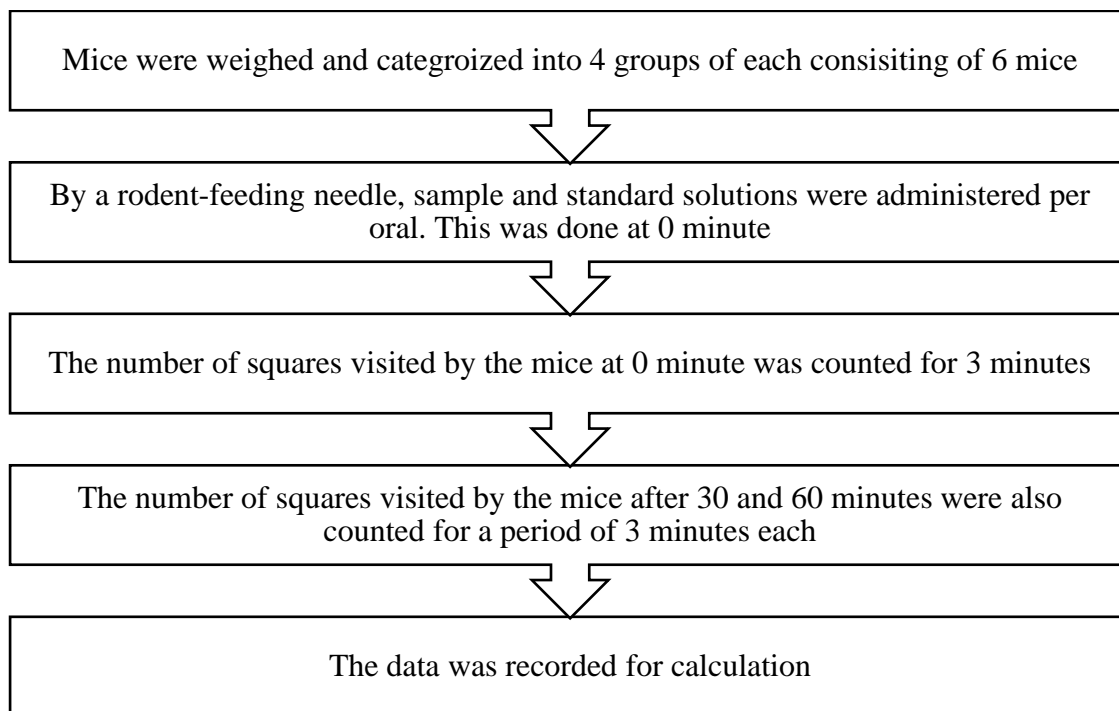 Mice were weighed and categroized into 4 groups of each consisiting of 6 mice
By a rodent-feeding needle, sample and standard solutions were administered per
oral. This was done at 0 minute
The number of squares visited by the mice at 0 minute was counted for 3 minutes
The number of squares visited by the mice after 30 and 60 minutes were also
counted for a period of 3 minutes each
The data was recorded for calculation